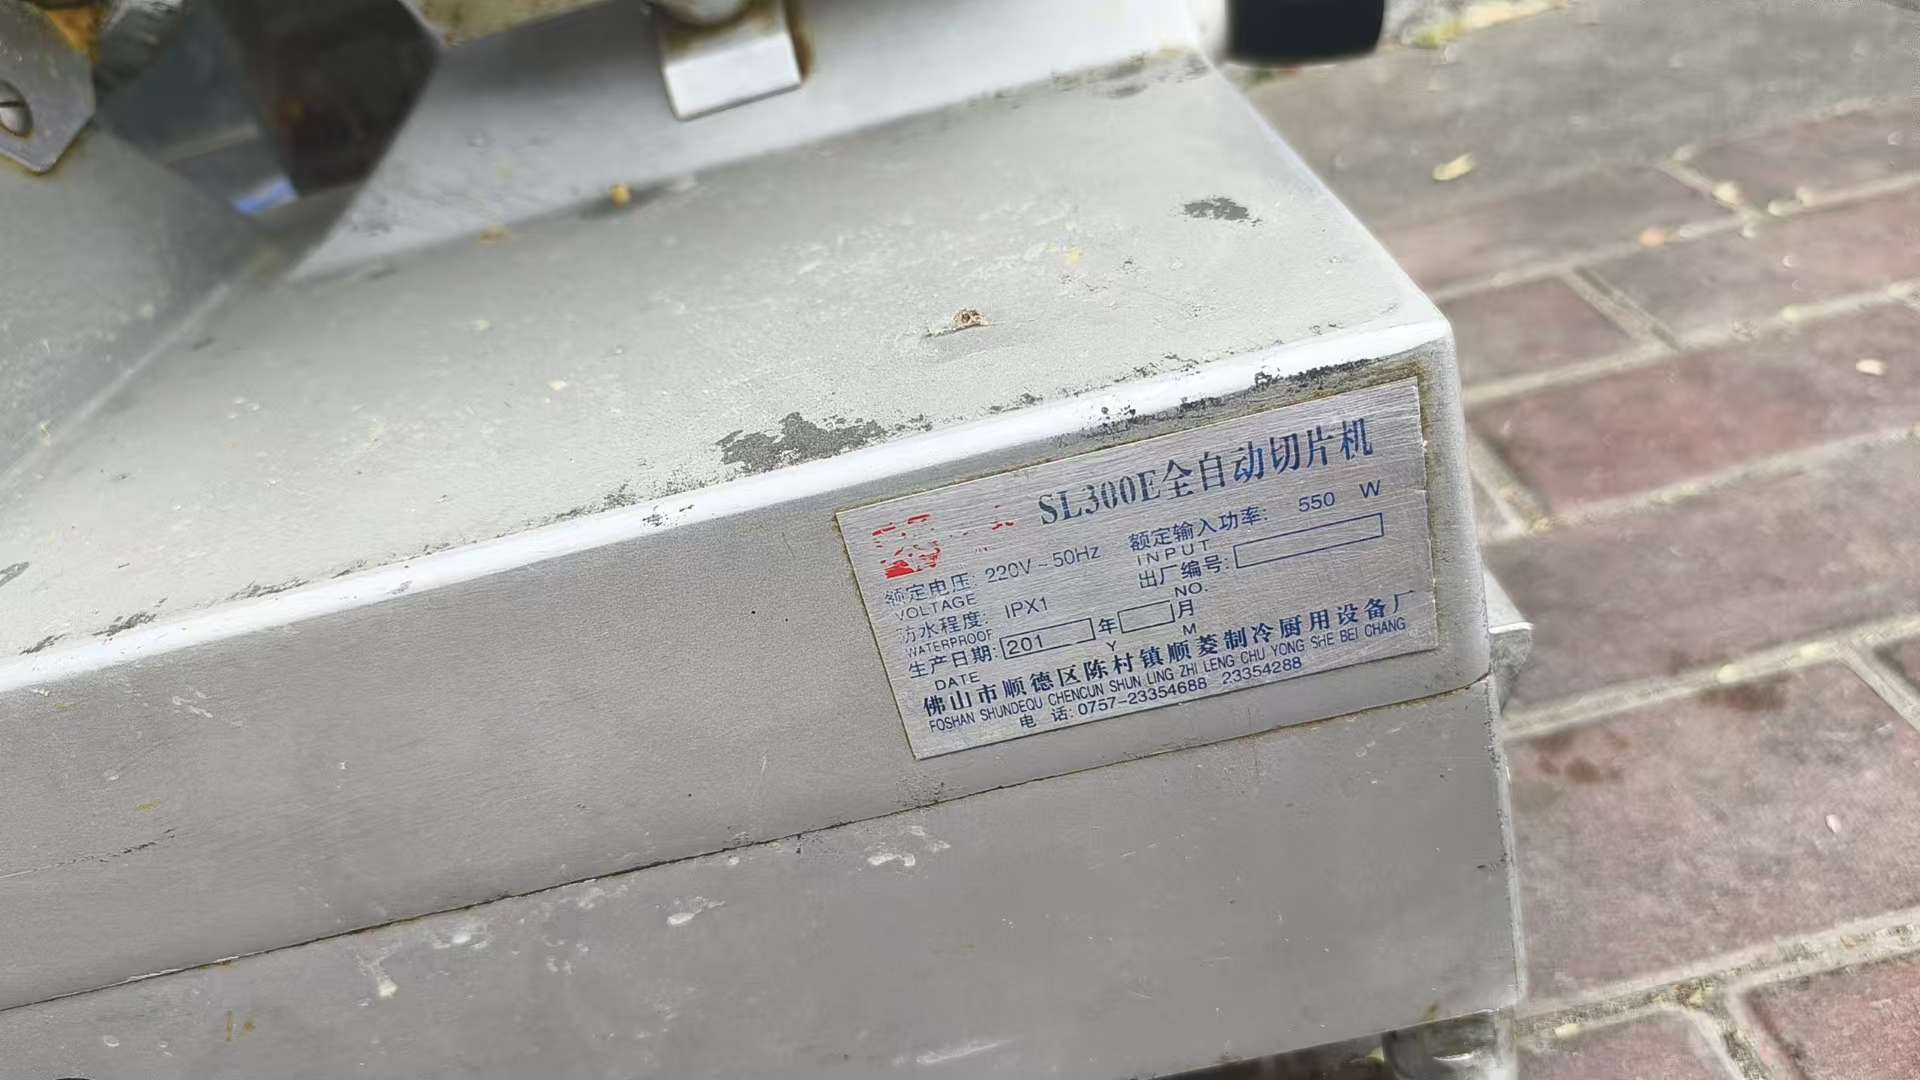 SL300E全自动切片机
额定电压: 220V~50Hz 额定输入功率: 550 W
VOLTAGE INPUT
防水程度: IPX1 出厂编号:
WATERPROOF NO.
生产日期: 201 年 月
DATE Y M
佛山市顺德区陈村镇顺菱制冷厨用设备厂
FOSHAN SHUNDEQU CHENCUN SHUN LING ZHI LENG CHU YONG SHE BEI CHANG
电 话: 0757-23354688 23354288